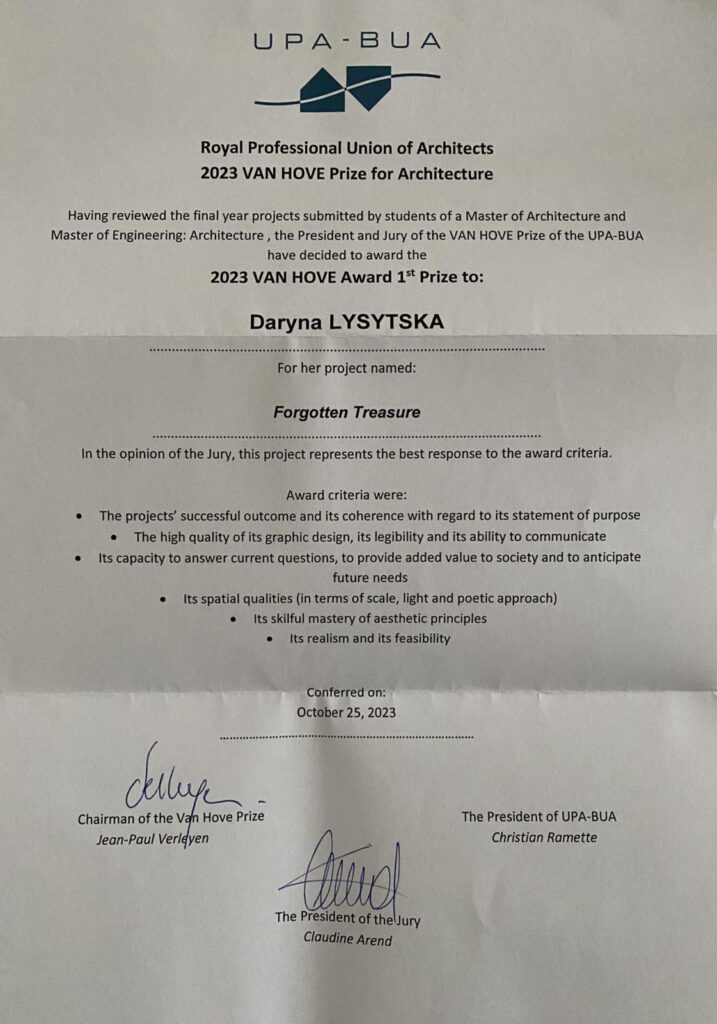 UPA-BUA
Royal Professional Union of Architects
2023 VAN HOVE Prize for Architecture
Having reviewed the final year projects submitted by students of a Master of Architecture and
Master of Engineering: Architecture , the President and Jury of the VAN HOVE Prize of the UPA-BUA
have decided to award the
2023 VAN HOVE Award 1st Prize to:
Daryna LYSYTSKA
For her project named:
Forgotten Treasure
In the opinion of the Jury, this project represents the best response to the award criteria.
Award criteria were:
• The projects' successful outcome and its coherence with regard to its statement of purpose
• The high quality of its graphic design, its legibility and its ability to communicate
• Its capacity to answer current questions, to provide added value to society and to anticipate
future needs
• Its spatial qualities (in terms of scale, light and poetic approach)
• Its skilful mastery of aesthetic principles
• Its realism and its feasibility
Conferred on:
October 25, 2023
Chairman of the Van Hove Prize
Jean-Paul Verleyen
The President of UPA-BUA
Christian Ramette
The President of the Jury
Claudine Arend